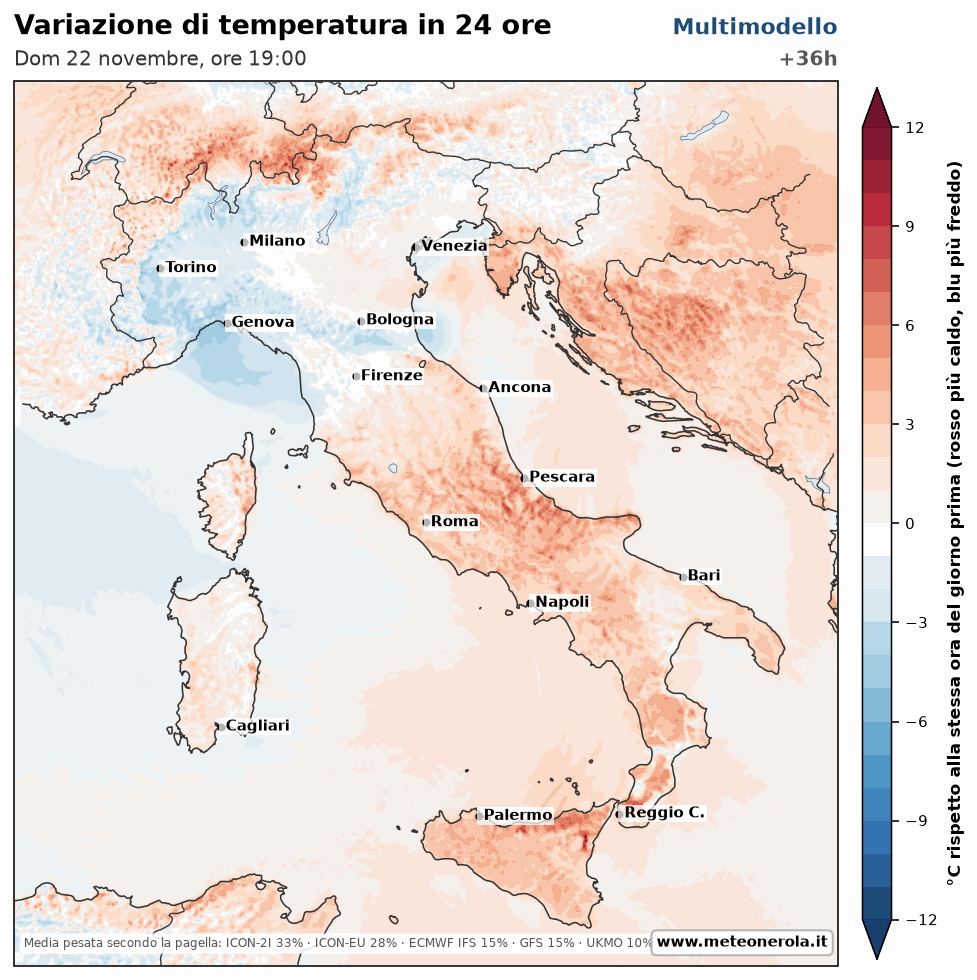 Variazione di temperatura in 24 ore
Multimodello
Dom 22 novembre, ore 19:00
+36h
Milano
Venezia
Torino
Genova
Bologna
Firenze
Ancona
Pescara
Roma
Bari
Napoli
Cagliari
Palermo
Reggio C.
12
9
6
3
0
−3
−6
−9
−12
°C rispetto alla stessa ora del giorno prima (rosso più caldo, blu più freddo)
Media pesata secondo la pagella: ICON-2I 33% · ICON-EU 28% · ECMWF IFS 15% · GFS 15% · UKMO 10%
www.meteonerola.it